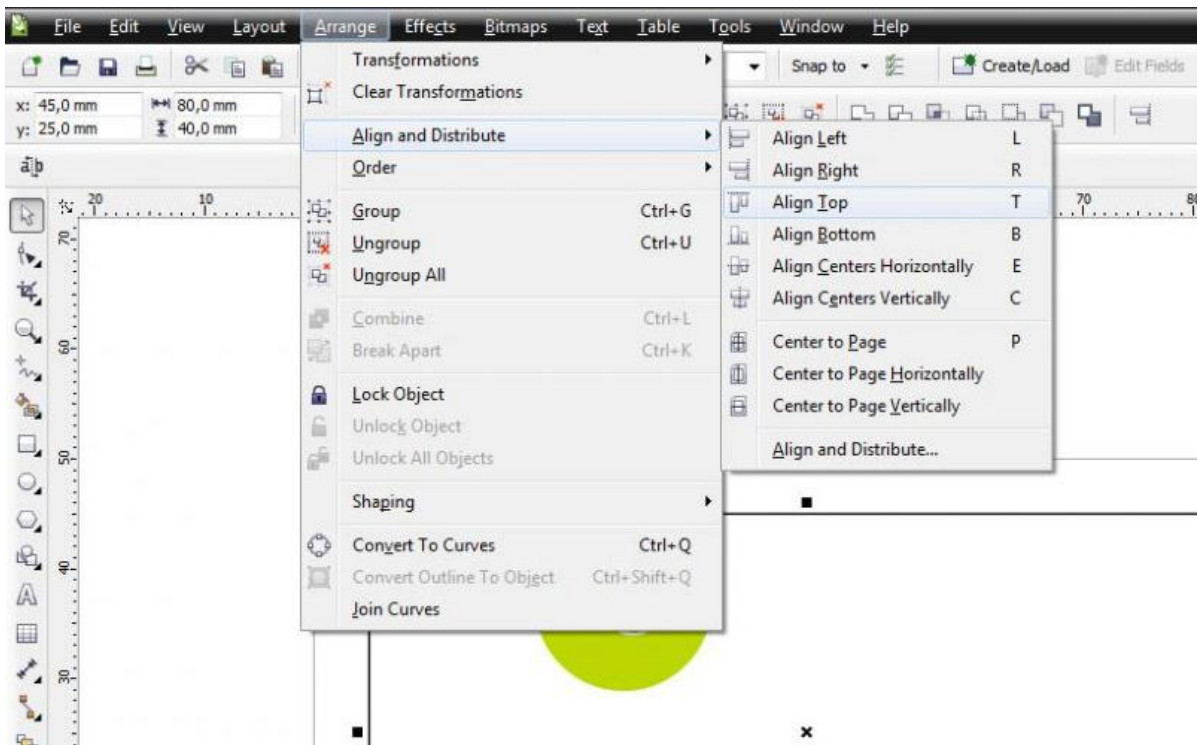 File Edit View Layout Arrange Effects Bitmaps Text Table Tools Window Help
Snap to Create/Load Edit Fields
x: 45,0 mm 80,0 mm
y: 25,0 mm 40,0 mm
Transformations
Clear Transformations
Align and Distribute
Order
Group Ctrl+G
Ungroup Ctrl+U
Ungroup All
Combine Ctrl+L
Break Apart Ctrl+K
Lock Object
Unlock Object
Unlock All Objects
Shaping
Convert To Curves Ctrl+Q
Convert Outline To Object Ctrl+Shift+Q
Join Curves
Align Left L
Align Right R
Align Top T
Align Bottom B
Align Centers Horizontally E
Align Centers Vertically C
Center to Page P
Center to Page Horizontally
Center to Page Vertically
Align and Distribute...
20 10 70
70
60
50
40
30